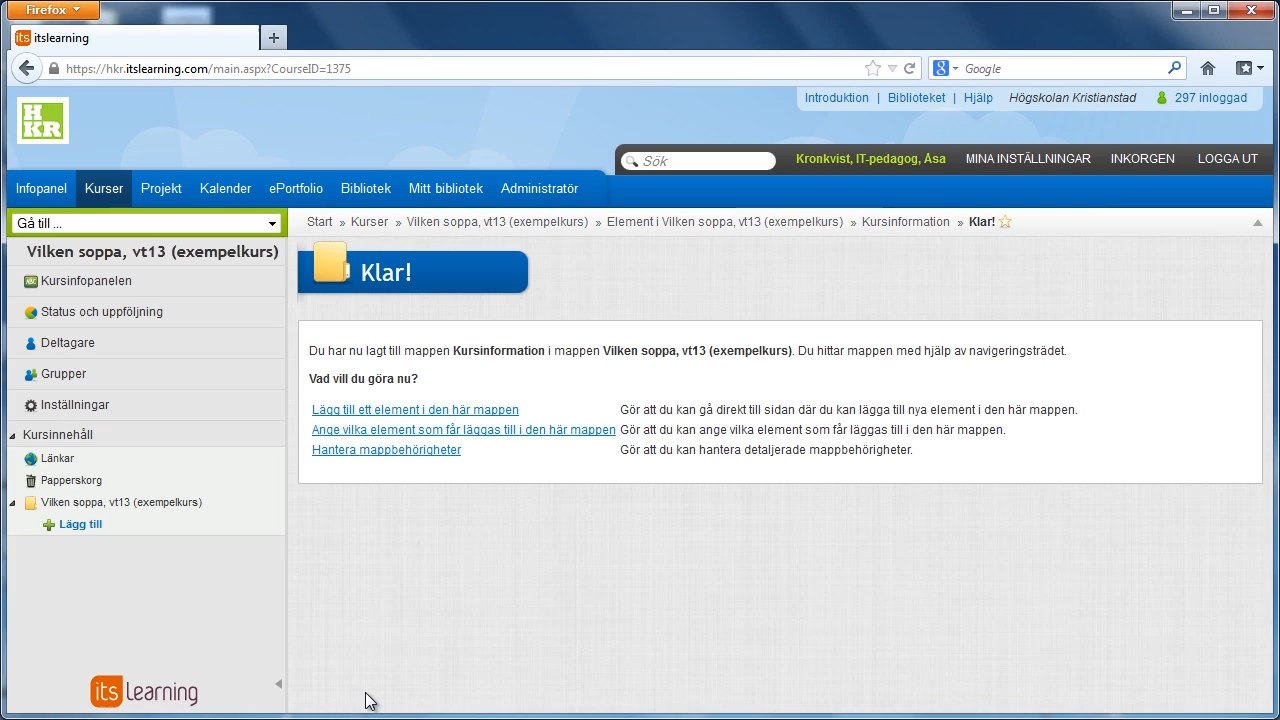 Firefox
itslearning
https://hkr.itslearning.com/main.aspx?CourseID=1375
Google
Introduktion | Biblioteket | Hjälp Högskolan Kristianstad 297 inloggad
HKR
Sök Kronkvist, IT-pedagog, Åsa MINA INSTÄLLNINGAR INKORGEN LOGGA UT
Infopanel Kurser Projekt Kalender ePortfolio Bibliotek Mitt bibliotek Administratör
Gå till ...
Start » Kurser » Vilken soppa, vt13 (exempelkurs) » Element i Vilken soppa, vt13 (exempelkurs) » Kursinformation » Klar!
Vilken soppa, vt13 (exempelkurs)
Kursinfopanelen
Status och uppföljning
Deltagare
Grupper
Inställningar
Kursinnehåll
Länkar
Papperskorg
Vilken soppa, vt13 (exempelkurs)
Lägg till
its learning
Klar!
Du har nu lagt till mappen Kursinformation i mappen Vilken soppa, vt13 (exempelkurs). Du hittar mappen med hjälp av navigeringsträdet.
Vad vill du göra nu?
Lägg till ett element i den här mappen Gör att du kan gå direkt till sidan där du kan lägga till nya element i den här mappen.
Ange vilka element som får läggas till i den här mappen Gör att du kan ange vilka element som får läggas till i den här mappen.
Hantera mappbehörigheter Gör att du kan hantera detaljerade mappbehörigheter.